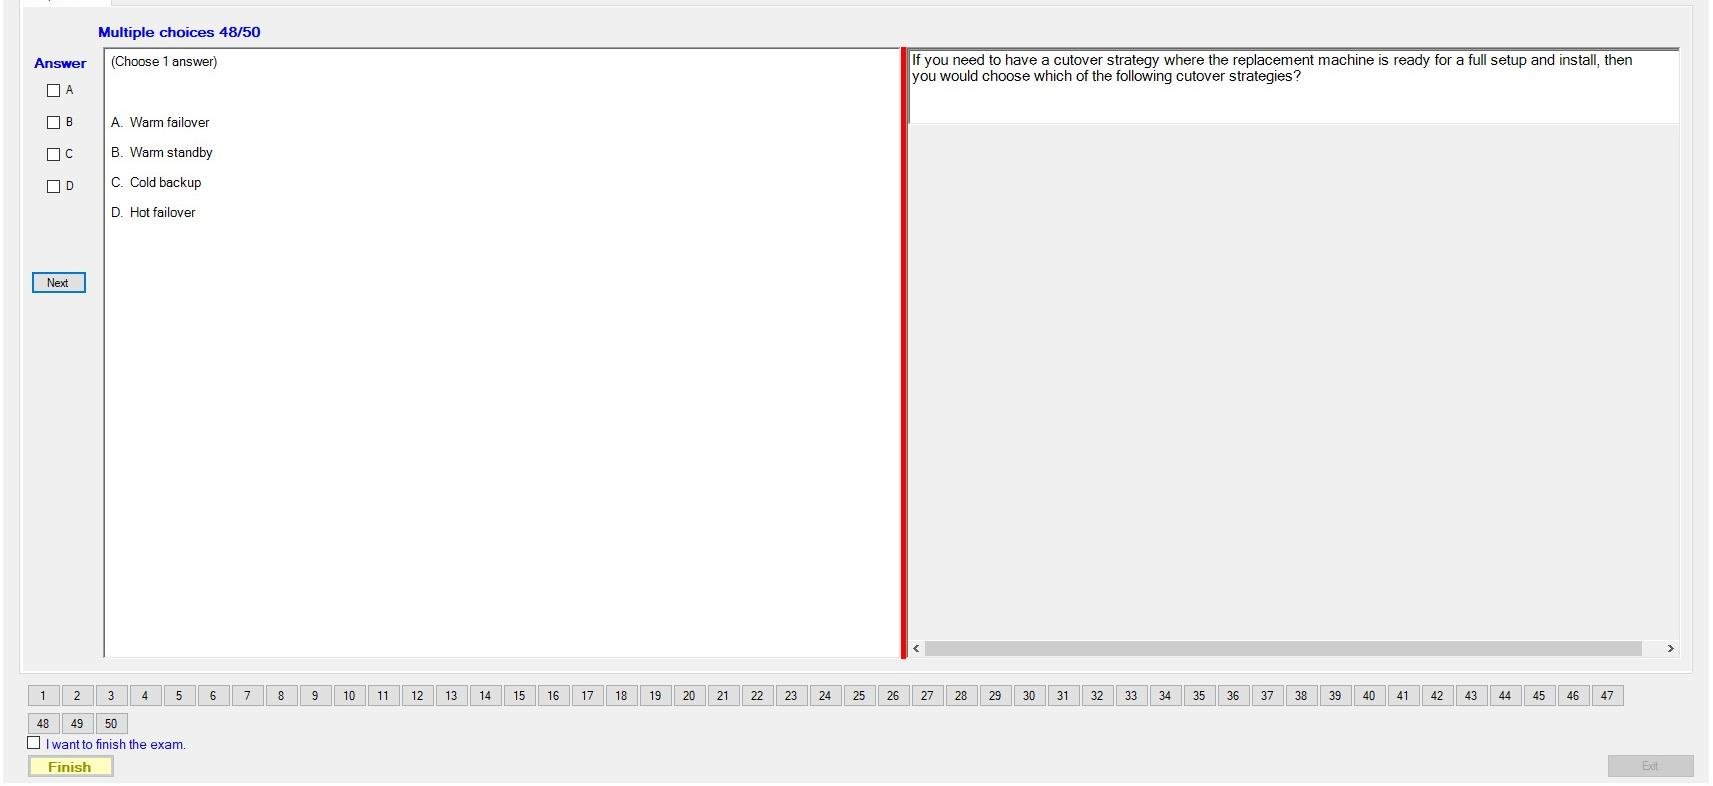 Multiple choices 48/50
Answer
(Choose 1 answer)
A
B
C
D
A. Warm failover
B. Warm standby
C. Cold backup
D. Hot failover
Next
If you need to have a cutover strategy where the replacement machine is ready for a full setup and install, then
you would choose which of the following cutover strategies?
1 2 3 4 5 6 7 8 9 10 11 12 13 14 15 16 17 18 19 20 21 22 23 24 25 26 27 28 29 30 31 32 33 34 35 36 37 38 39 40 41 42 43 44 45 46 47
48 49 50
I want to finish the exam.
Finish
Exit